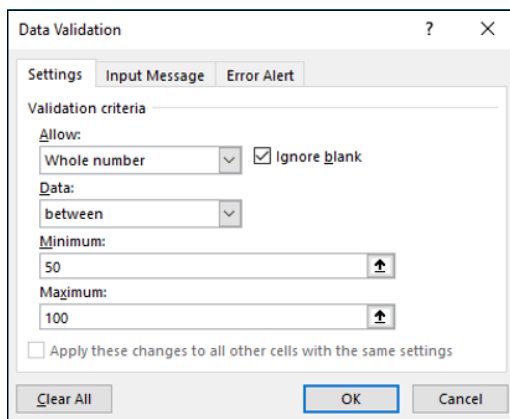 Data Validation ?
Settings Input Message Error Alert
Validation criteria
Allow:
Whole number Ignore blank
Data:
between
Minimum:
50
Maximum:
100
Apply these changes to all other cells with the same settings
Clear All OK Cancel